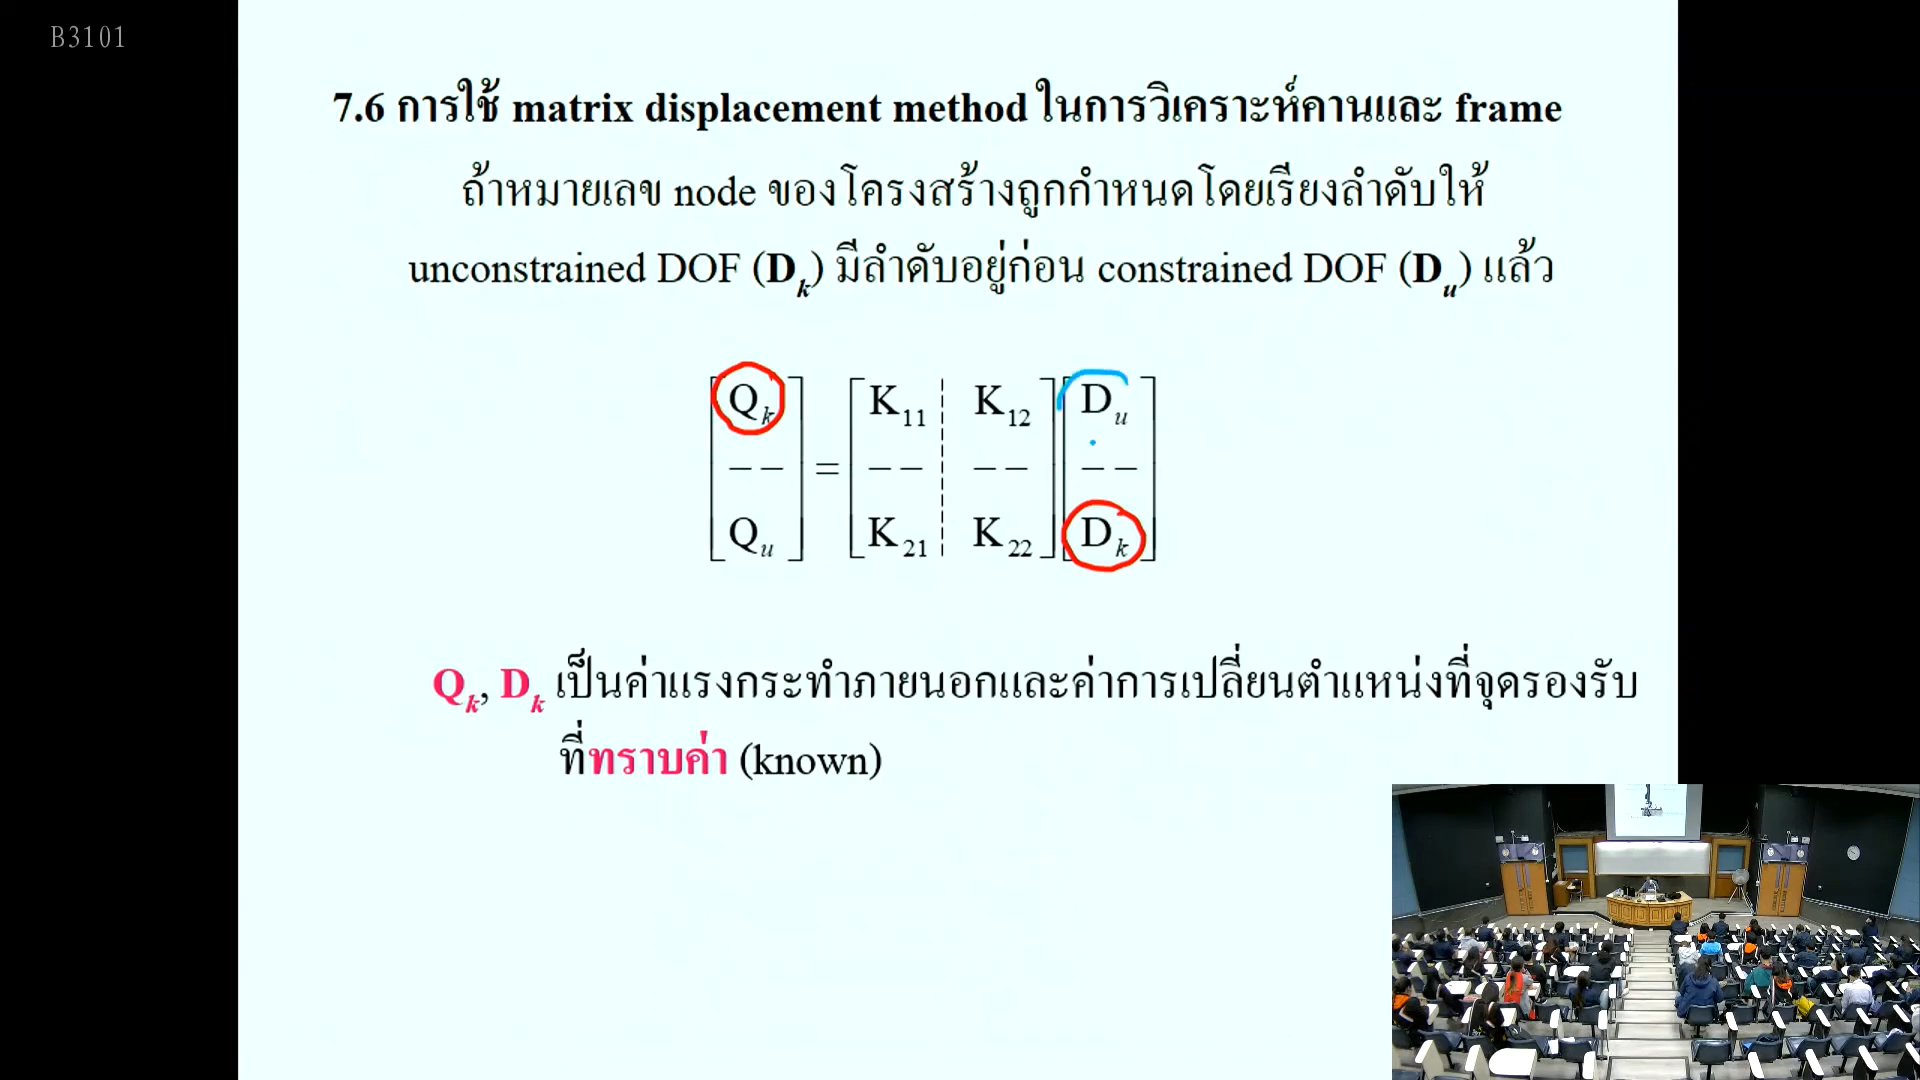 B3101
7.6 การใช้ matrix displacement method ในการวิเคราะห์คานและ frame
ถ้าหมายเลข node ของโครงสร้างถูกกำหนดโดยเรียงลำดับให้
unconstrained DOF (Dk) มีลำดับอยู่ก่อน constrained DOF (Du) แล้ว
Qk K11 K12 Du
-- = -- -- --
Qu K21 K22 Dk
Qk, Dk เป็นค่าแรงกระทำภายนอกและค่าการเปลี่ยนตำแหน่งที่จุดรองรับ
ที่ทราบค่า (known)